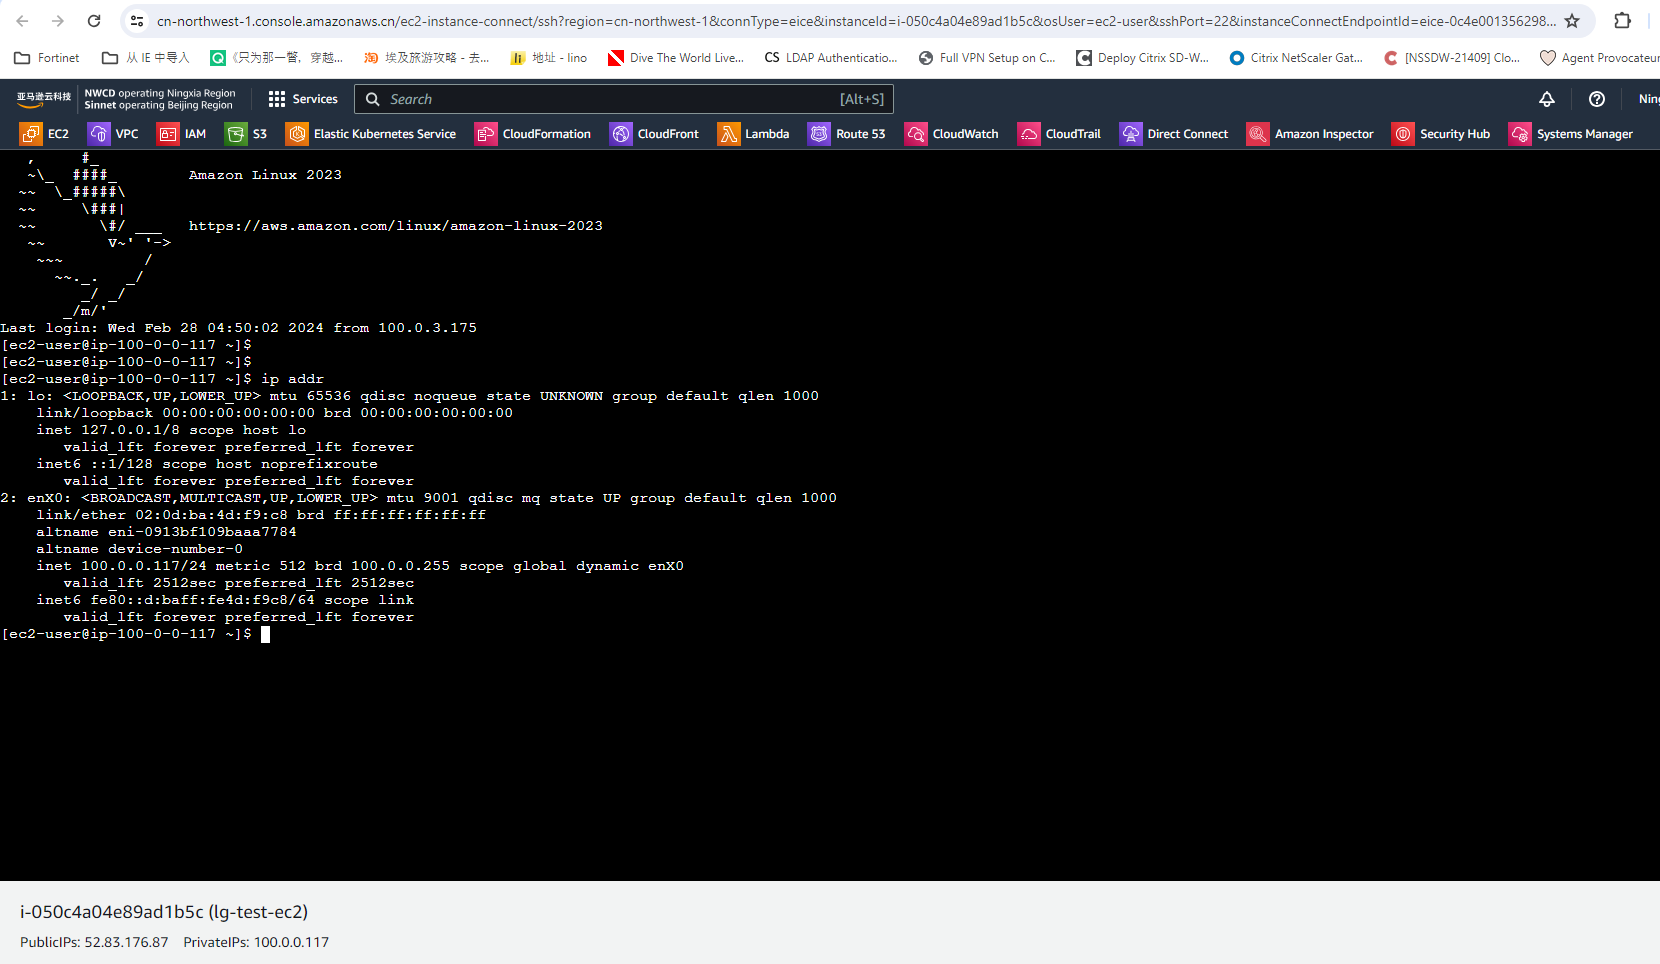 cn-northwest-1.console.amazonaws.cn/ec2-instance-connect/ssh?region=cn-northwest-1&connType=eice&instanceId=i-050c4a04e89ad1b5c&osUser=ec2-user&sshPort=22&instanceConnectEndpointId=eice-0c4e001356298...
Fortinet 从 IE 中导入 《只为那一瞥，穿越... 埃及旅游攻略 - 去... 地址 - lino Dive The World Live... CS LDAP Authenticatio... Full VPN Setup on C... Deploy Citrix SD-W... Citrix NetScaler Gat... [NSSDW-21409] Clo... Agent Provocateur
亚马逊云科技 NWCD operating Ningxia Region
Sinnet operating Beijing Region
Services Search [Alt+S] Ning
EC2 VPC IAM S3 Elastic Kubernetes Service CloudFormation CloudFront Lambda Route 53 CloudWatch CloudTrail Direct Connect Amazon Inspector Security Hub Systems Manager
   ,     #_
   ~\_  ####_        Amazon Linux 2023
  ~~  \_#####\
  ~~     \###|
  ~~       \#/ ___   https://aws.amazon.com/linux/amazon-linux-2023
   ~~       V~' '->
    ~~~         /
      ~~._.   _/
         _/ _/
       _/m/'
Last login: Wed Feb 28 04:50:02 2024 from 100.0.3.175
[ec2-user@ip-100-0-0-117 ~]$
[ec2-user@ip-100-0-0-117 ~]$
[ec2-user@ip-100-0-0-117 ~]$ ip addr
1: lo: <LOOPBACK,UP,LOWER_UP> mtu 65536 qdisc noqueue state UNKNOWN group default qlen 1000
    link/loopback 00:00:00:00:00:00 brd 00:00:00:00:00:00
    inet 127.0.0.1/8 scope host lo
       valid_lft forever preferred_lft forever
    inet6 ::1/128 scope host noprefixroute
       valid_lft forever preferred_lft forever
2: enX0: <BROADCAST,MULTICAST,UP,LOWER_UP> mtu 9001 qdisc mq state UP group default qlen 1000
    link/ether 02:0d:ba:4d:f9:c8 brd ff:ff:ff:ff:ff:ff
    altname eni-0913bf109baaa7784
    altname device-number-0
    inet 100.0.0.117/24 metric 512 brd 100.0.0.255 scope global dynamic enX0
       valid_lft 2512sec preferred_lft 2512sec
    inet6 fe80::d:baff:fe4d:f9c8/64 scope link
       valid_lft forever preferred_lft forever
[ec2-user@ip-100-0-0-117 ~]$
i-050c4a04e89ad1b5c (lg-test-ec2)
PublicIPs: 52.83.176.87 PrivateIPs: 100.0.0.117